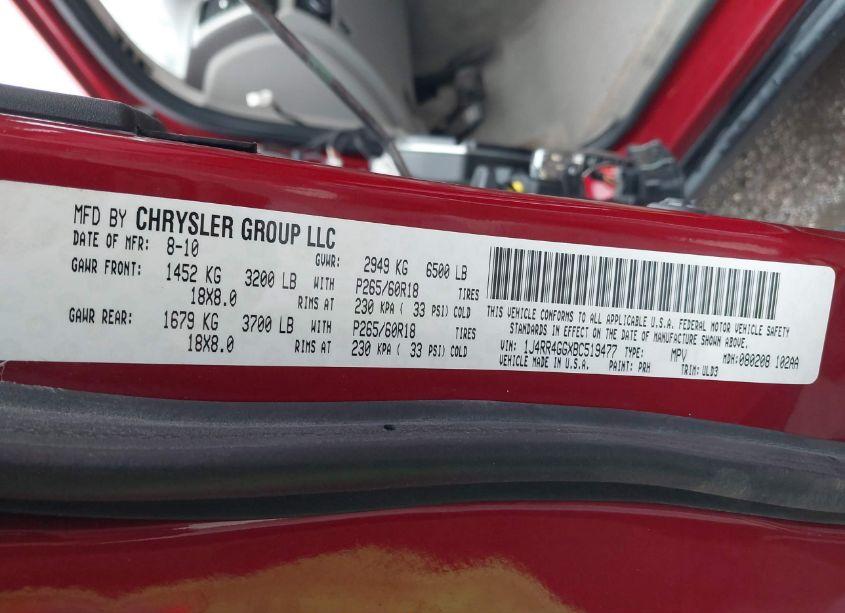 MFD BY CHRYSLER GROUP LLC
DATE OF MFR: 8-10 GVWR: 2949 KG 6500 LB
GAWR FRONT: 1452 KG 3200 LB WITH P265/60R18 TIRES
18X8.0 RIMS AT 230 KPA ( 33 PSI) COLD
GAWR REAR: 1679 KG 3700 LB WITH P265/60R18 TIRES
18X8.0 RIMS AT 230 KPA ( 33 PSI) COLD
THIS VEHICLE CONFORMS TO ALL APPLICABLE U.S.A. FEDERAL MOTOR VEHICLE SAFETY
STANDARDS IN EFFECT ON THE DATE OF MANUFACTURE SHOWN ABOVE.
VIN: 1J4RR4GGXBC519477 TYPE: MPV MDH: 080208 102AA
VEHICLE MADE IN U.S.A. PAINT: PRH TRIM: ULD3